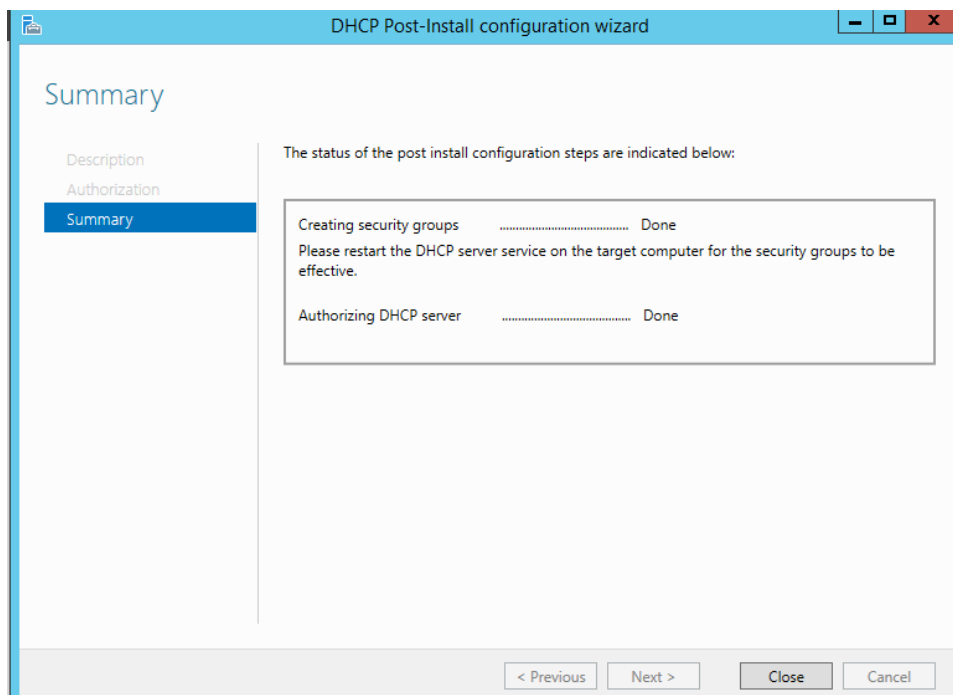 DHCP Post-Install configuration wizard
Summary
Description
Authorization
Summary
The status of the post install configuration steps are indicated below:
Creating security groups ........................................ Done
Please restart the DHCP server service on the target computer for the security groups to be
effective.
Authorizing DHCP server ........................................ Done
< Previous
Next >
Close
Cancel